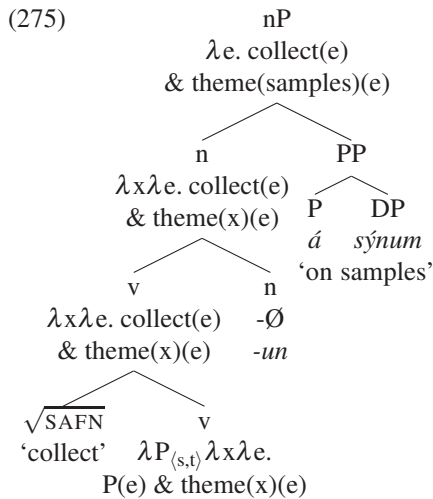 (275) nP
λe. collect(e)
& theme(samples)(e)
n PP
λxλe. collect(e)
& theme(x)(e) P DP
á sýnum
v n ‘on samples’
λxλe. collect(e) -Ø
& theme(x)(e) -un
√SAFN v
‘collect’ λP⟨s,t⟩λxλe.
P(e) & theme(x)(e)